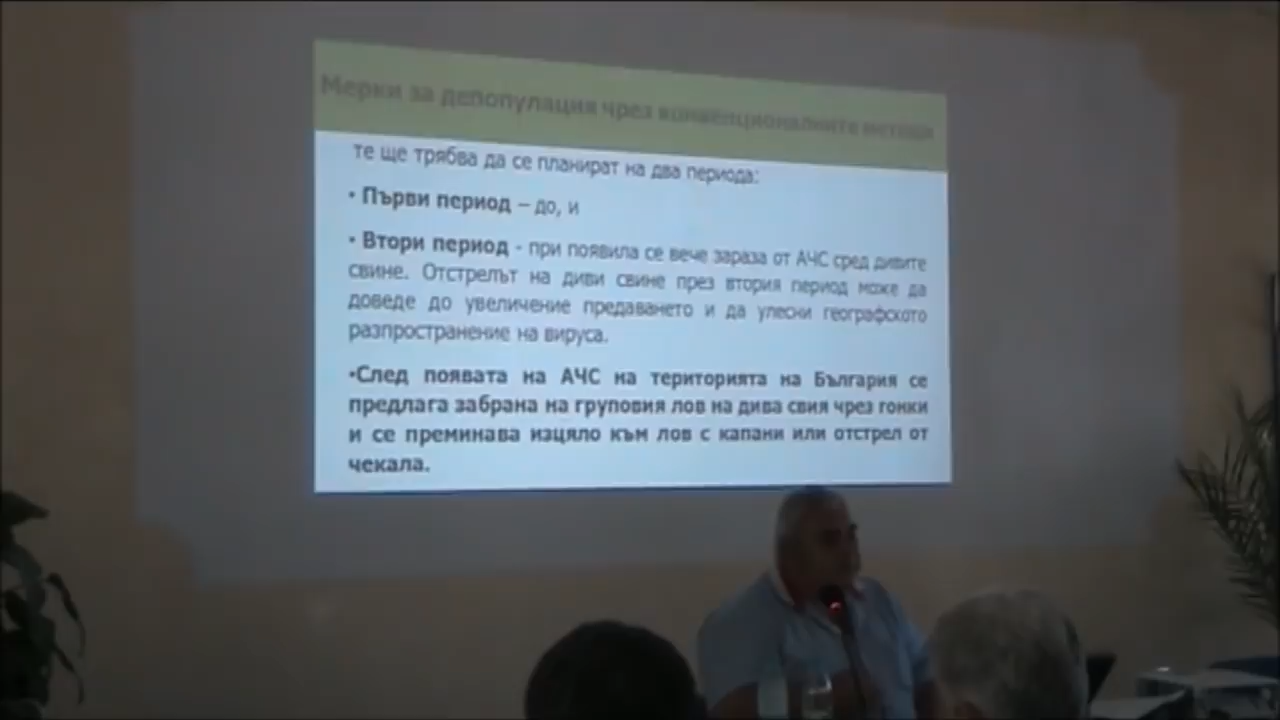 Мерки за депопулация чрез конвенционалните методи
те ще трябва да се планират на два периода:
• Първи период – до, и
• Втори период - при появила се вече зараза от АЧС сред дивите
свине. Отстрелът на диви свине през втория период може да
доведе до увеличение предаването и да улесни географското
разпространение на вируса.
•След появата на АЧС на територията на България се
предлага забрана на груповия лов на дива свия чрез гонки
и се преминава изцяло към лов с капани или отстрел от
чекала.